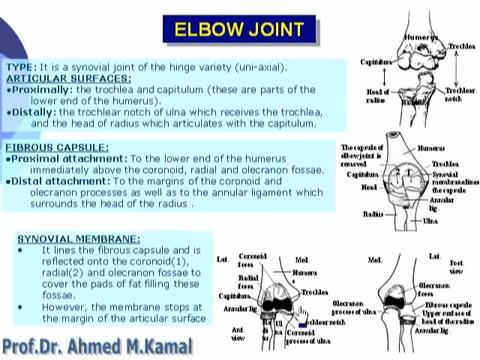 ELBOW JOINT
TYPE: It is a synovial joint of the hinge variety (uni-axial).
ARTICULAR SURFACES:
●Proximally: the trochlea and capitulum (these are parts of the
lower end of the humerus).
●Distally: the trochlear notch of ulna which receives the trochlea,
and the head of radius which articulates with the capitulum.
Humerus
Trochlea
Capitulum
Head of
radius
Trochlear
notch
FIBROUS CAPSULE:
●Proximal attachment: To the lower end of the humerus
immediately above the coronoid, radial and olecranon fossae.
●Distal attachment: To the margins of the coronoid and
olecranon processes as well as to the annular ligament which
surrounds the head of the radius .
The capsule of
elbow joint is
removed
Capitulum
Head
Radius
Humerus
Trochlea
Synovial
membrane lines
the capsule
Annular
lig.
Ulna
2
1
SYNOVIAL MEMBRANE:
● It lines the fibrous capsule and is
reflected onto the coronoid(1),
radial(2) and olecranon fossae to
cover the pads of fat filling these
fossae.
● However, the membrane stops at
the margin of the articular surface
Lat.
Coronoid
fossa
Med.
Radial
fossa
Humerus
Capitulum
Trochlea
Annular lig.
Ant.
view
Trochlear notch
Coronoid
process of ulna
Med.
Lat.
Post.
view
Olecranon
fossa
Olecranon
process of ulna
Fibrous capsule
Upper surface
of head of the radius
Annular lig.
Prof.Dr. Ahmed M.Kamal